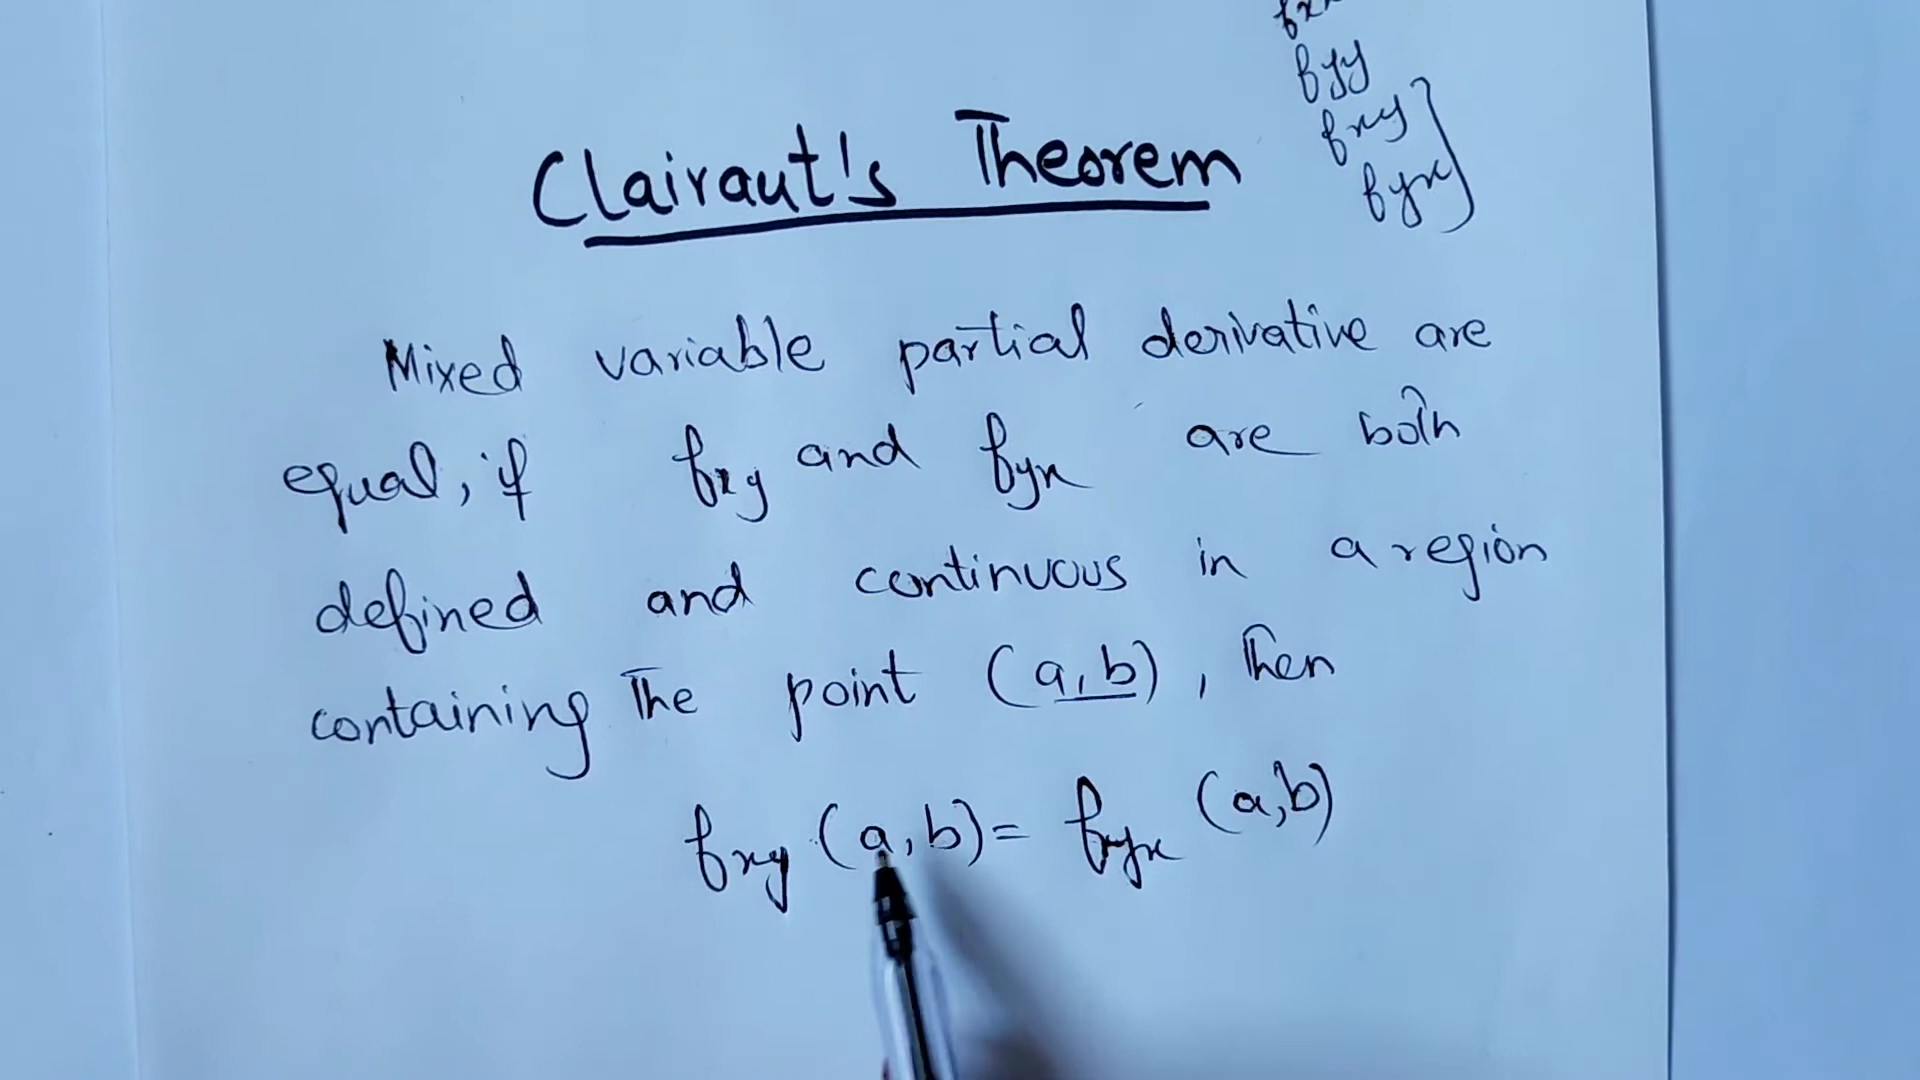 fxx
fyy
fxy
fyx
Clairaut's Theorem
Mixed variable partial derivative are
equal, if fxy and fyx are both
defined and continuous in a region
containing The point (a,b), Then
fxy (a,b) = fyx (a,b)